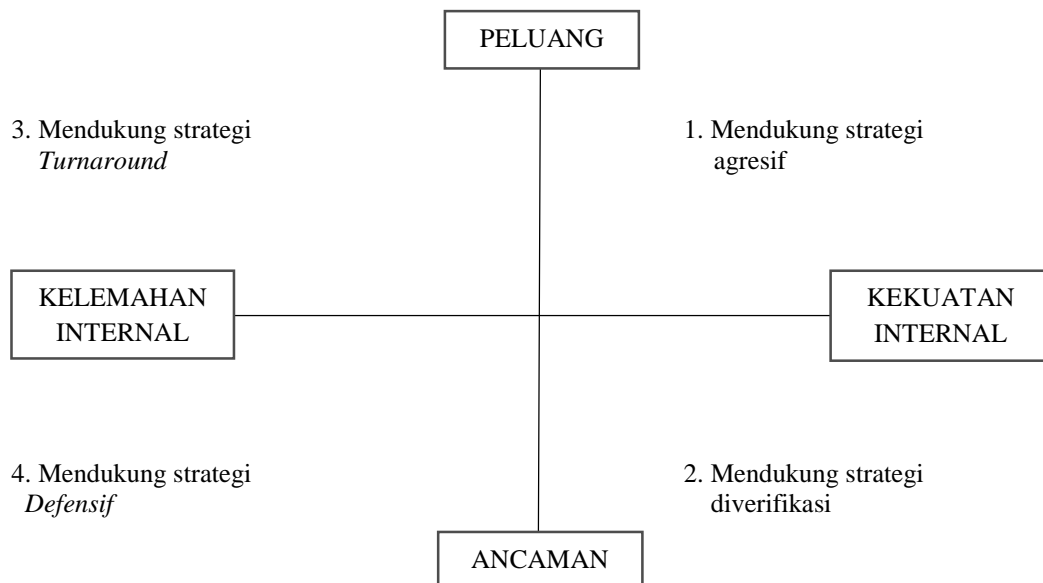 PELUANG
3. Mendukung strategi
Turnaround
1. Mendukung strategi
agresif
KELEMAHAN
INTERNAL
KEKUATAN
INTERNAL
4. Mendukung strategi
Defensif
2. Mendukung strategi
diverifikasi
ANCAMAN